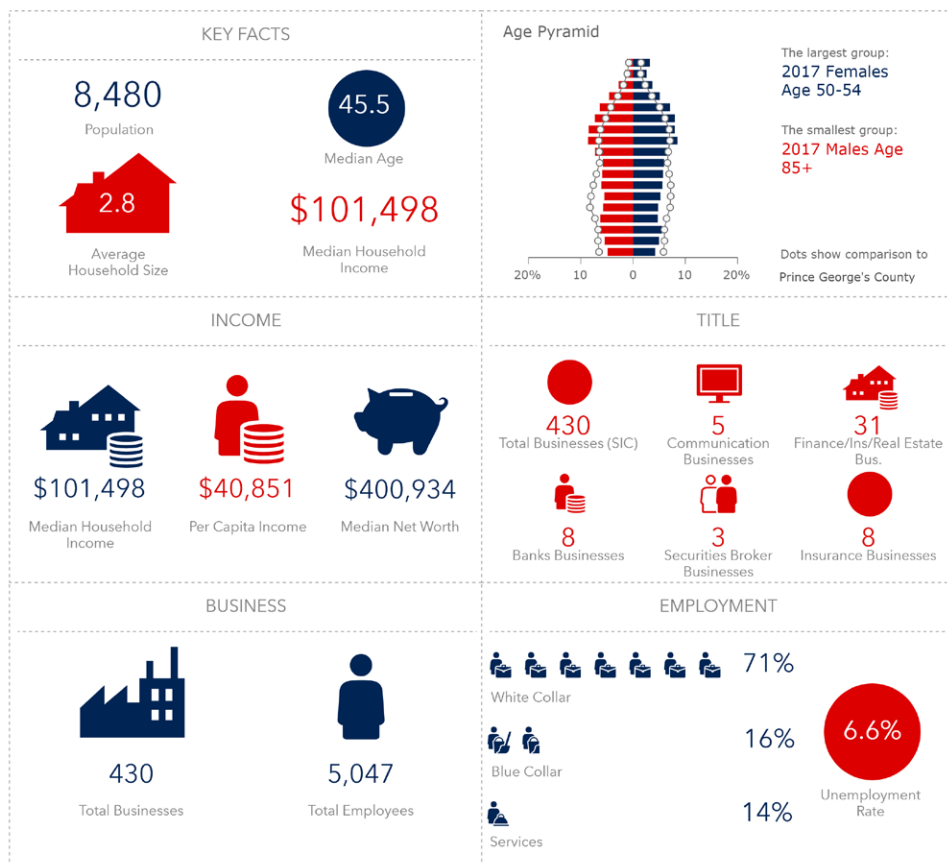 KEY FACTS
8,480
Population
45.5
Median Age
2.8
Average
Household Size
$101,498
Median Household
Income
Age Pyramid
The largest group:
2017 Females
Age 50-54
The smallest group:
2017 Males Age
85+
Dots show comparison to
Prince George's County
20%
10
0
10
20%
INCOME
$101,498
Median Household
Income
$40,851
Per Capita Income
$400,934
Median Net Worth
TITLE
430
Total Businesses (SIC)
5
Communication
Businesses
31
Finance/Ins/Real Estate
Bus.
8
Banks Businesses
3
Securities Broker
Businesses
8
Insurance Businesses
BUSINESS
430
Total Businesses
5,047
Total Employees
EMPLOYMENT
71%
White Collar
16%
Blue Collar
14%
Services
6.6%
Unemployment
Rate